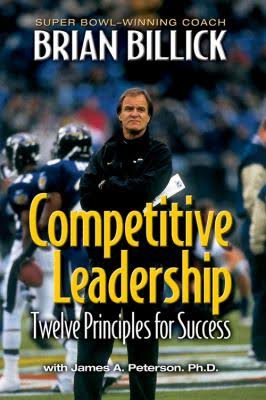 SUPER BOWL-WINNING COACH
BRIAN BILLICK
Competitive
Leadership
Twelve Principles for Success
with James A. Peterson, Ph.D.